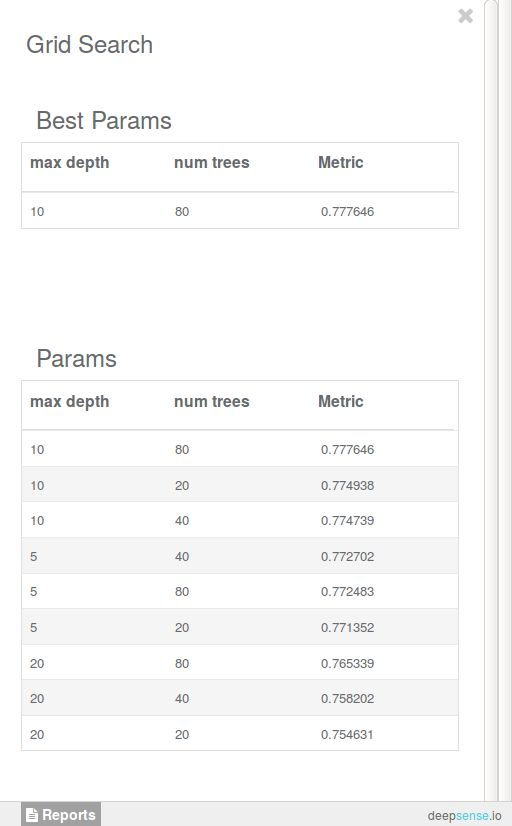 Grid Search
Best Params
max depth num trees Metric
10 80 0.777646
Params
max depth num trees Metric
10 80 0.777646
10 20 0.774938
10 40 0.774739
5 40 0.772702
5 80 0.772483
5 20 0.771352
20 80 0.765339
20 40 0.758202
20 20 0.754631
Reports deepsense.io